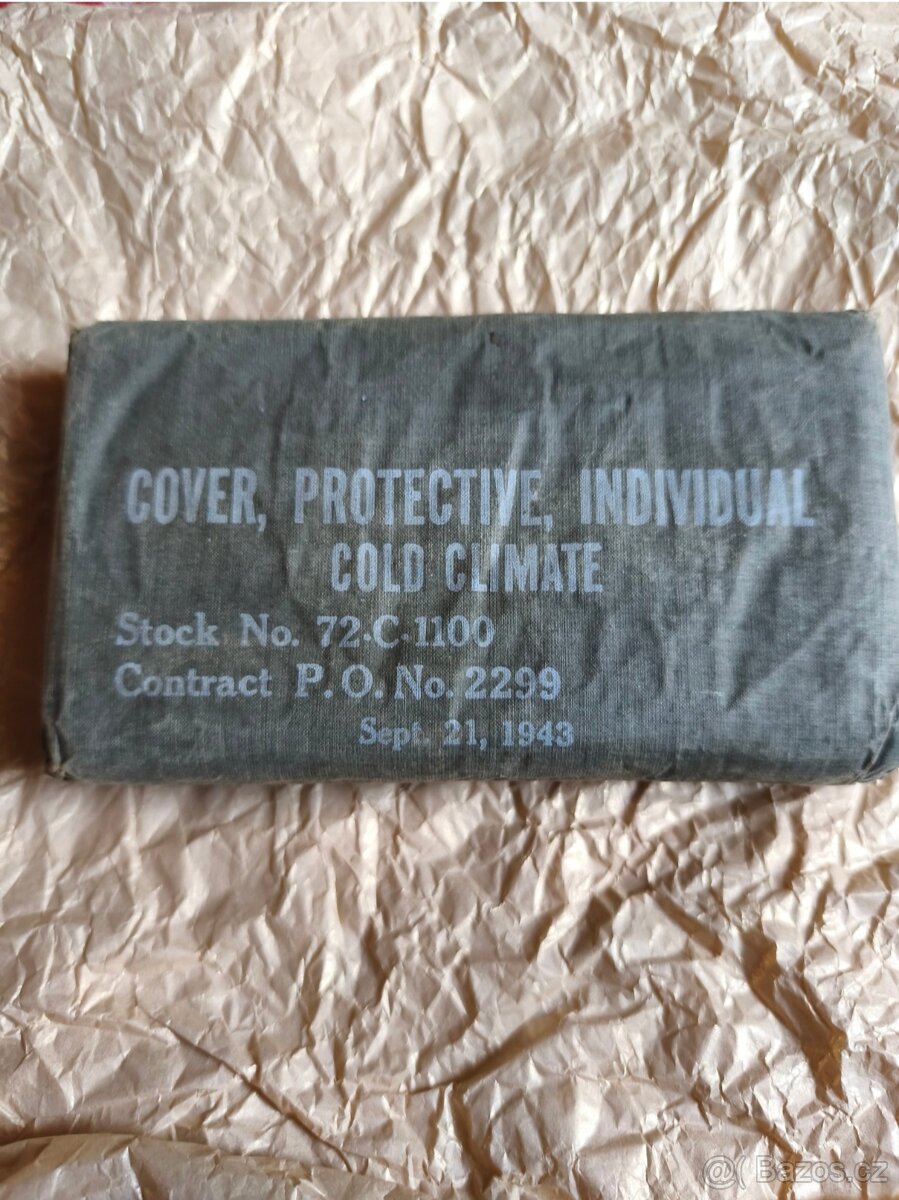 COVER, PROTECTIVE, INDIVIDUAL
COLD CLIMATE
Stock No. 72-C-1100
Contract P.O. No. 2299
Sept. 21, 1943
@( Bazos.cz